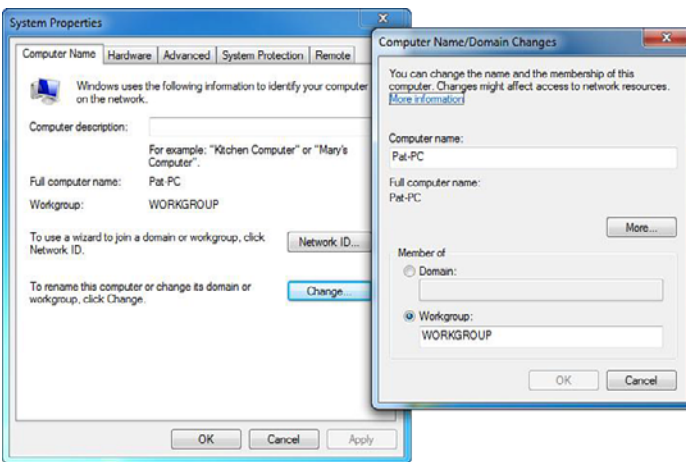 System Properties
Computer Name Hardware Advanced System Protection Remote
Windows uses the following information to identify your computer
on the network.
Computer description:
For example: "Kitchen Computer" or "Mary's
Computer".
Full computer name: Pat-PC
Workgroup: WORKGROUP
To use a wizard to join a domain or workgroup, click
Network ID.
Network ID...
To rename this computer or change its domain or
workgroup, click Change.
Change...
OK Cancel Apply
Computer Name/Domain Changes
You can change the name and the membership of this
computer. Changes might affect access to network resources.
More information
Computer name:
Pat-PC
Full computer name:
Pat-PC
More...
Member of
Domain:
Workgroup:
WORKGROUP
OK Cancel